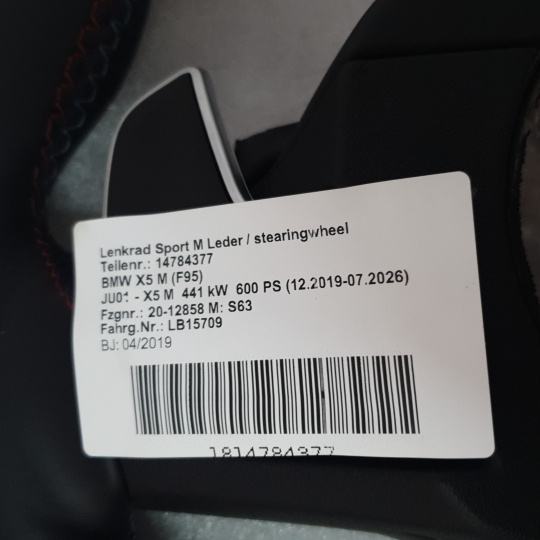 Lenkrad Sport M Leder / stearingwheel
Teilenr.: 14784377
BMW X5 M (F95)
JU01 - X5 M 441 kW 600 PS (12.2019-07.2026)
Fzgnr.: 20-12858 M: S63
Fahrg.Nr.: LB15709
BJ: 04/2019
1814784377